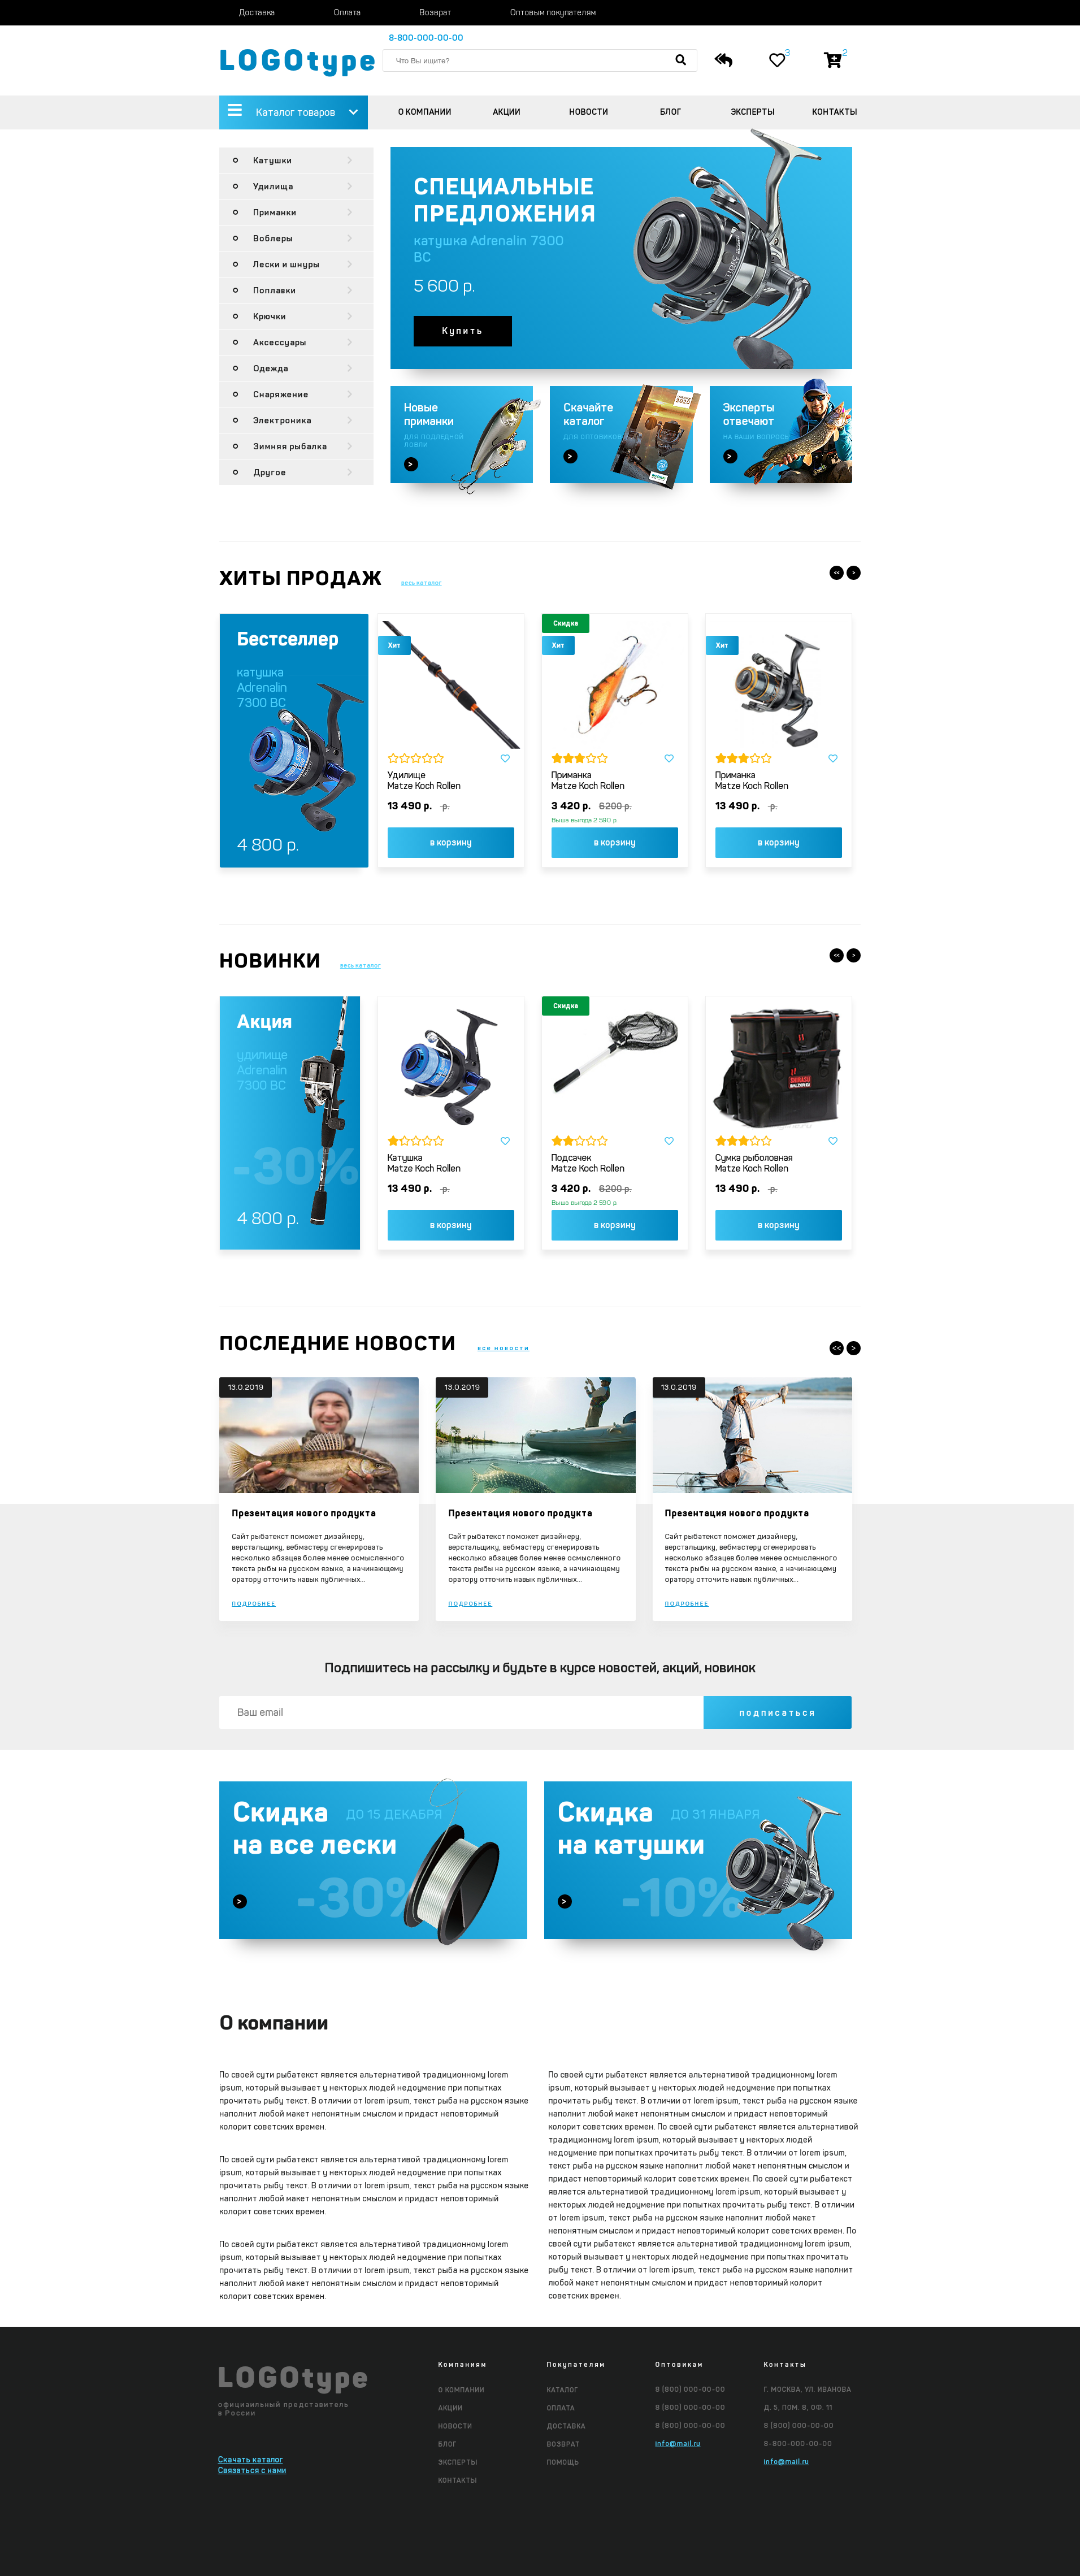 Доставка
Оплата
Возврат
Оптовым покупателям
8-800-000-00-00
LOGOtype
Что Вы ищите?
3
2
Каталог товаров
О КОМПАНИИ
АКЦИИ
НОВОСТИ
БЛОГ
ЭКСПЕРТЫ
КОНТАКТЫ
Катушки
Удилища
Приманки
Воблеры
Лески и шнуры
Поплавки
Крючки
Аксессуары
Одежда
Снаряжение
Электроника
Зимняя рыбалка
Другое
СПЕЦИАЛЬНЫЕ
ПРЕДЛОЖЕНИЯ
катушка Adrenalin 7300
BC
5 600 р.
Купить
Новые
приманки
ДЛЯ ПОДЛЕДНОЙ
ЛОВЛИ
>
Скачайте
каталог
ДЛЯ ОПТОВИКОВ
>
Эксперты
отвечают
НА ВАШИ ВОПРОСЫ
>
ХИТЫ ПРОДАЖ
весь каталог
<< >
Бестселлер
катушка
Adrenalin
7300 BC
4 800 р.
Хит
Удилище
Matze Koch Rollen
13 490 р. р.
в корзину
Скидка
Хит
Приманка
Matze Koch Rollen
3 420 р. 6200 р.
Выша выгода 2 590 р.
в корзину
Хит
Приманка
Matze Koch Rollen
13 490 р. р.
в корзину
НОВИНКИ
весь каталог
<< >
Акция
удилище
Adrenalin
7300 BC
-30%
4 800 р.
Катушка
Matze Koch Rollen
13 490 р. р.
в корзину
Скидка
Подсачек
Matze Koch Rollen
3 420 р. 6200 р.
Выша выгода 2 590 р.
в корзину
Сумка рыболовная
Matze Koch Rollen
13 490 р. р.
в корзину
ПОСЛЕДНИЕ НОВОСТИ
все новости
<< >
13.0.2019
Презентация нового продукта
Сайт рыбатекст поможет дизайнеру,
верстальщику, вебмастеру сгенерировать
несколько абзацев более менее осмысленного
текста рыбы на русском языке, а начинающему
оратору отточить навык публичных...
ПОДРОБНЕЕ
13.0.2019
Презентация нового продукта
Сайт рыбатекст поможет дизайнеру,
верстальщику, вебмастеру сгенерировать
несколько абзацев более менее осмысленного
текста рыбы на русском языке, а начинающему
оратору отточить навык публичных...
ПОДРОБНЕЕ
13.0.2019
Презентация нового продукта
Сайт рыбатекст поможет дизайнеру,
верстальщику, вебмастеру сгенерировать
несколько абзацев более менее осмысленного
текста рыбы на русском языке, а начинающему
оратору отточить навык публичных...
ПОДРОБНЕЕ
Подпишитесь на рассылку и будьте в курсе новостей, акций, новинок
Ваш email
подписаться
Скидка ДО 15 ДЕКАБРЯ
на все лески
-30%
>
Скидка ДО 31 ЯНВАРЯ
на катушки
-10%
>
О компании
По своей сути рыбатекст является альтернативой традиционному lorem
ipsum, который вызывает у некторых людей недоумение при попытках
прочитать рыбу текст. В отличии от lorem ipsum, текст рыба на русском языке
наполнит любой макет непонятным смыслом и придаст неповторимый
колорит советских времен.
По своей сути рыбатекст является альтернативой традиционному lorem
ipsum, который вызывает у некторых людей недоумение при попытках
прочитать рыбу текст. В отличии от lorem ipsum, текст рыба на русском языке
наполнит любой макет непонятным смыслом и придаст неповторимый
колорит советских времен.
По своей сути рыбатекст является альтернативой традиционному lorem
ipsum, который вызывает у некторых людей недоумение при попытках
прочитать рыбу текст. В отличии от lorem ipsum, текст рыба на русском языке
наполнит любой макет непонятным смыслом и придаст неповторимый
колорит советских времен.
По своей сути рыбатекст является альтернативой традиционному lorem
ipsum, который вызывает у некторых людей недоумение при попытках
прочитать рыбу текст. В отличии от lorem ipsum, текст рыба на русском языке
наполнит любой макет непонятным смыслом и придаст неповторимый
колорит советских времен. По своей сути рыбатекст является альтернативой
традиционному lorem ipsum, который вызывает у некторых людей
недоумение при попытках прочитать рыбу текст. В отличии от lorem ipsum,
текст рыба на русском языке наполнит любой макет непонятным смыслом и
придаст неповторимый колорит советских времен. По своей сути рыбатекст
является альтернативой традиционному lorem ipsum, который вызывает у
некторых людей недоумение при попытках прочитать рыбу текст. В отличии
от lorem ipsum, текст рыба на русском языке наполнит любой макет
непонятным смыслом и придаст неповторимый колорит советских времен. По
своей сути рыбатекст является альтернативой традиционному lorem ipsum,
который вызывает у некторых людей недоумение при попытках прочитать
рыбу текст. В отличии от lorem ipsum, текст рыба на русском языке наполнит
любой макет непонятным смыслом и придаст неповторимый колорит
советских времен.
LOGOtype
официаильный представитель
в России
Скачать каталог
Связаться с нами
Компаниям
О КОМПАНИИ
АКЦИИ
НОВОСТИ
БЛОГ
ЭКСПЕРТЫ
КОНТАКТЫ
Покупателям
КАТАЛОГ
ОПЛАТА
ДОСТАВКА
ВОЗВРАТ
ПОМОЩЬ
Оптовикам
8 (800) 000-00-00
8 (800) 000-00-00
8 (800) 000-00-00
info@mail.ru
Контакты
Г. МОСКВА, УЛ. ИВАНОВА
Д. 5, ПОМ. 8, ОФ. 11
8 (800) 000-00-00
8-800-000-00-00
info@mail.ru